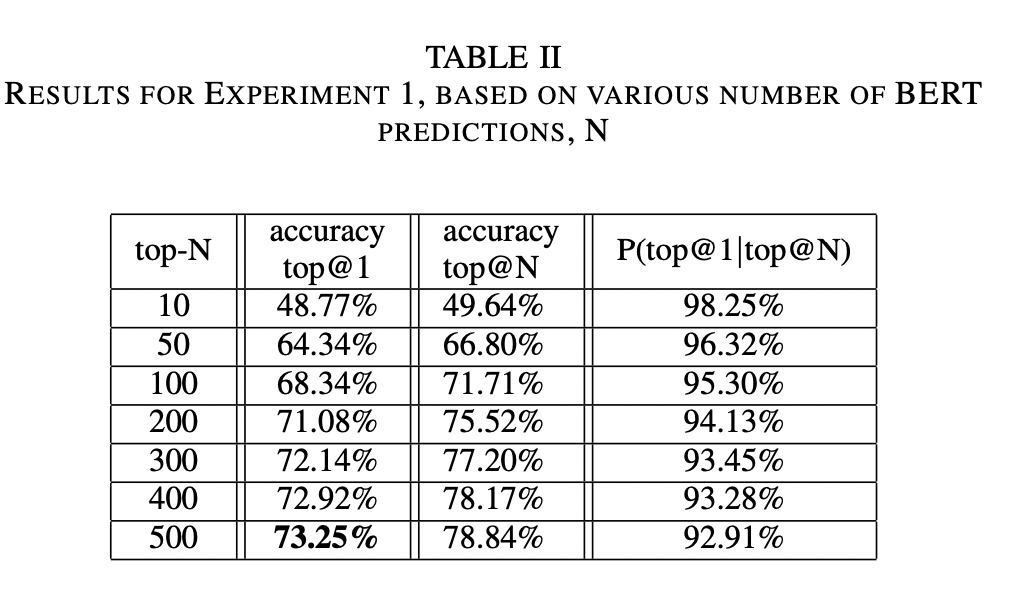 TABLE II
RESULTS FOR EXPERIMENT 1, BASED ON VARIOUS NUMBER OF BERT
PREDICTIONS, N
top-N accuracy top@1 accuracy top@N P(top@1|top@N)
10 48.77% 49.64% 98.25%
50 64.34% 66.80% 96.32%
100 68.34% 71.71% 95.30%
200 71.08% 75.52% 94.13%
300 72.14% 77.20% 93.45%
400 72.92% 78.17% 93.28%
500 73.25% 78.84% 92.91%